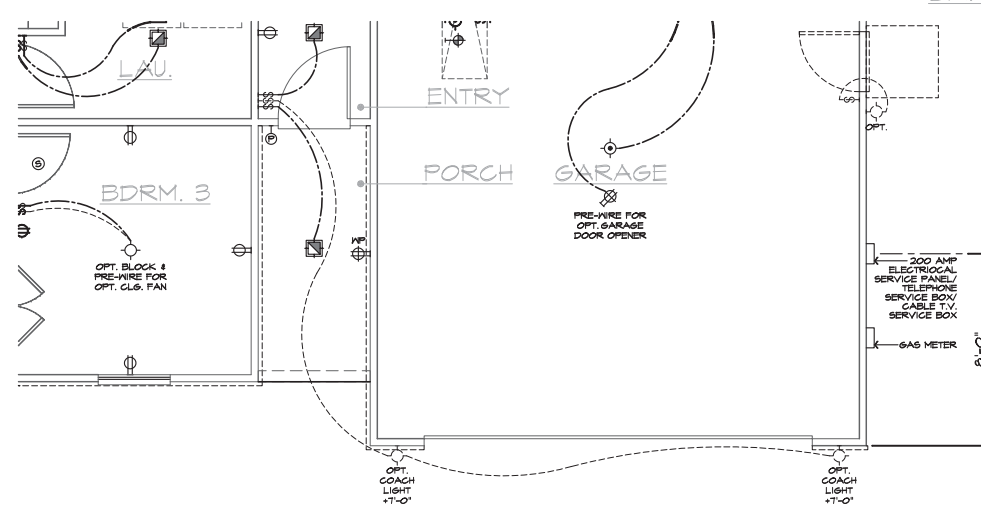 LAU.
ENTRY
OPT.
S
P
BDRM. 3
PORCH
GARAGE
PRE-WIRE FOR
OPT. GARAGE
DOOR OPENER
WP
OPT. BLOCK &
PRE-WIRE FOR
OPT. CLG. FAN
200 AMP
ELECTRIOCAL
SERVICE PANEL/
TELEPHONE
SERVICE BOX/
CABLE T.V.
SERVICE BOX
GAS METER
OPT.
COACH
LIGHT
+7'-0"
OPT.
COACH
LIGHT
+7'-0"